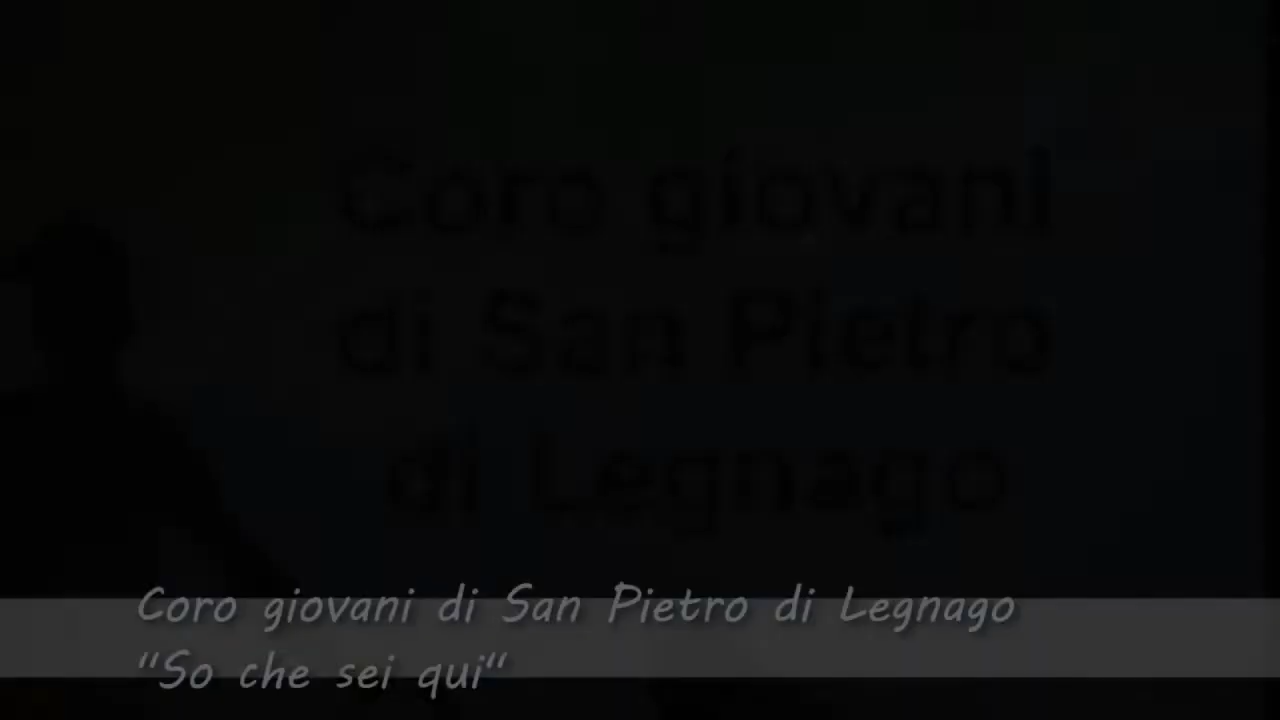 Coro giovani
di San Pietro
di Legnago
Coro giovani di San Pietro di Legnago
"So che sei qui"